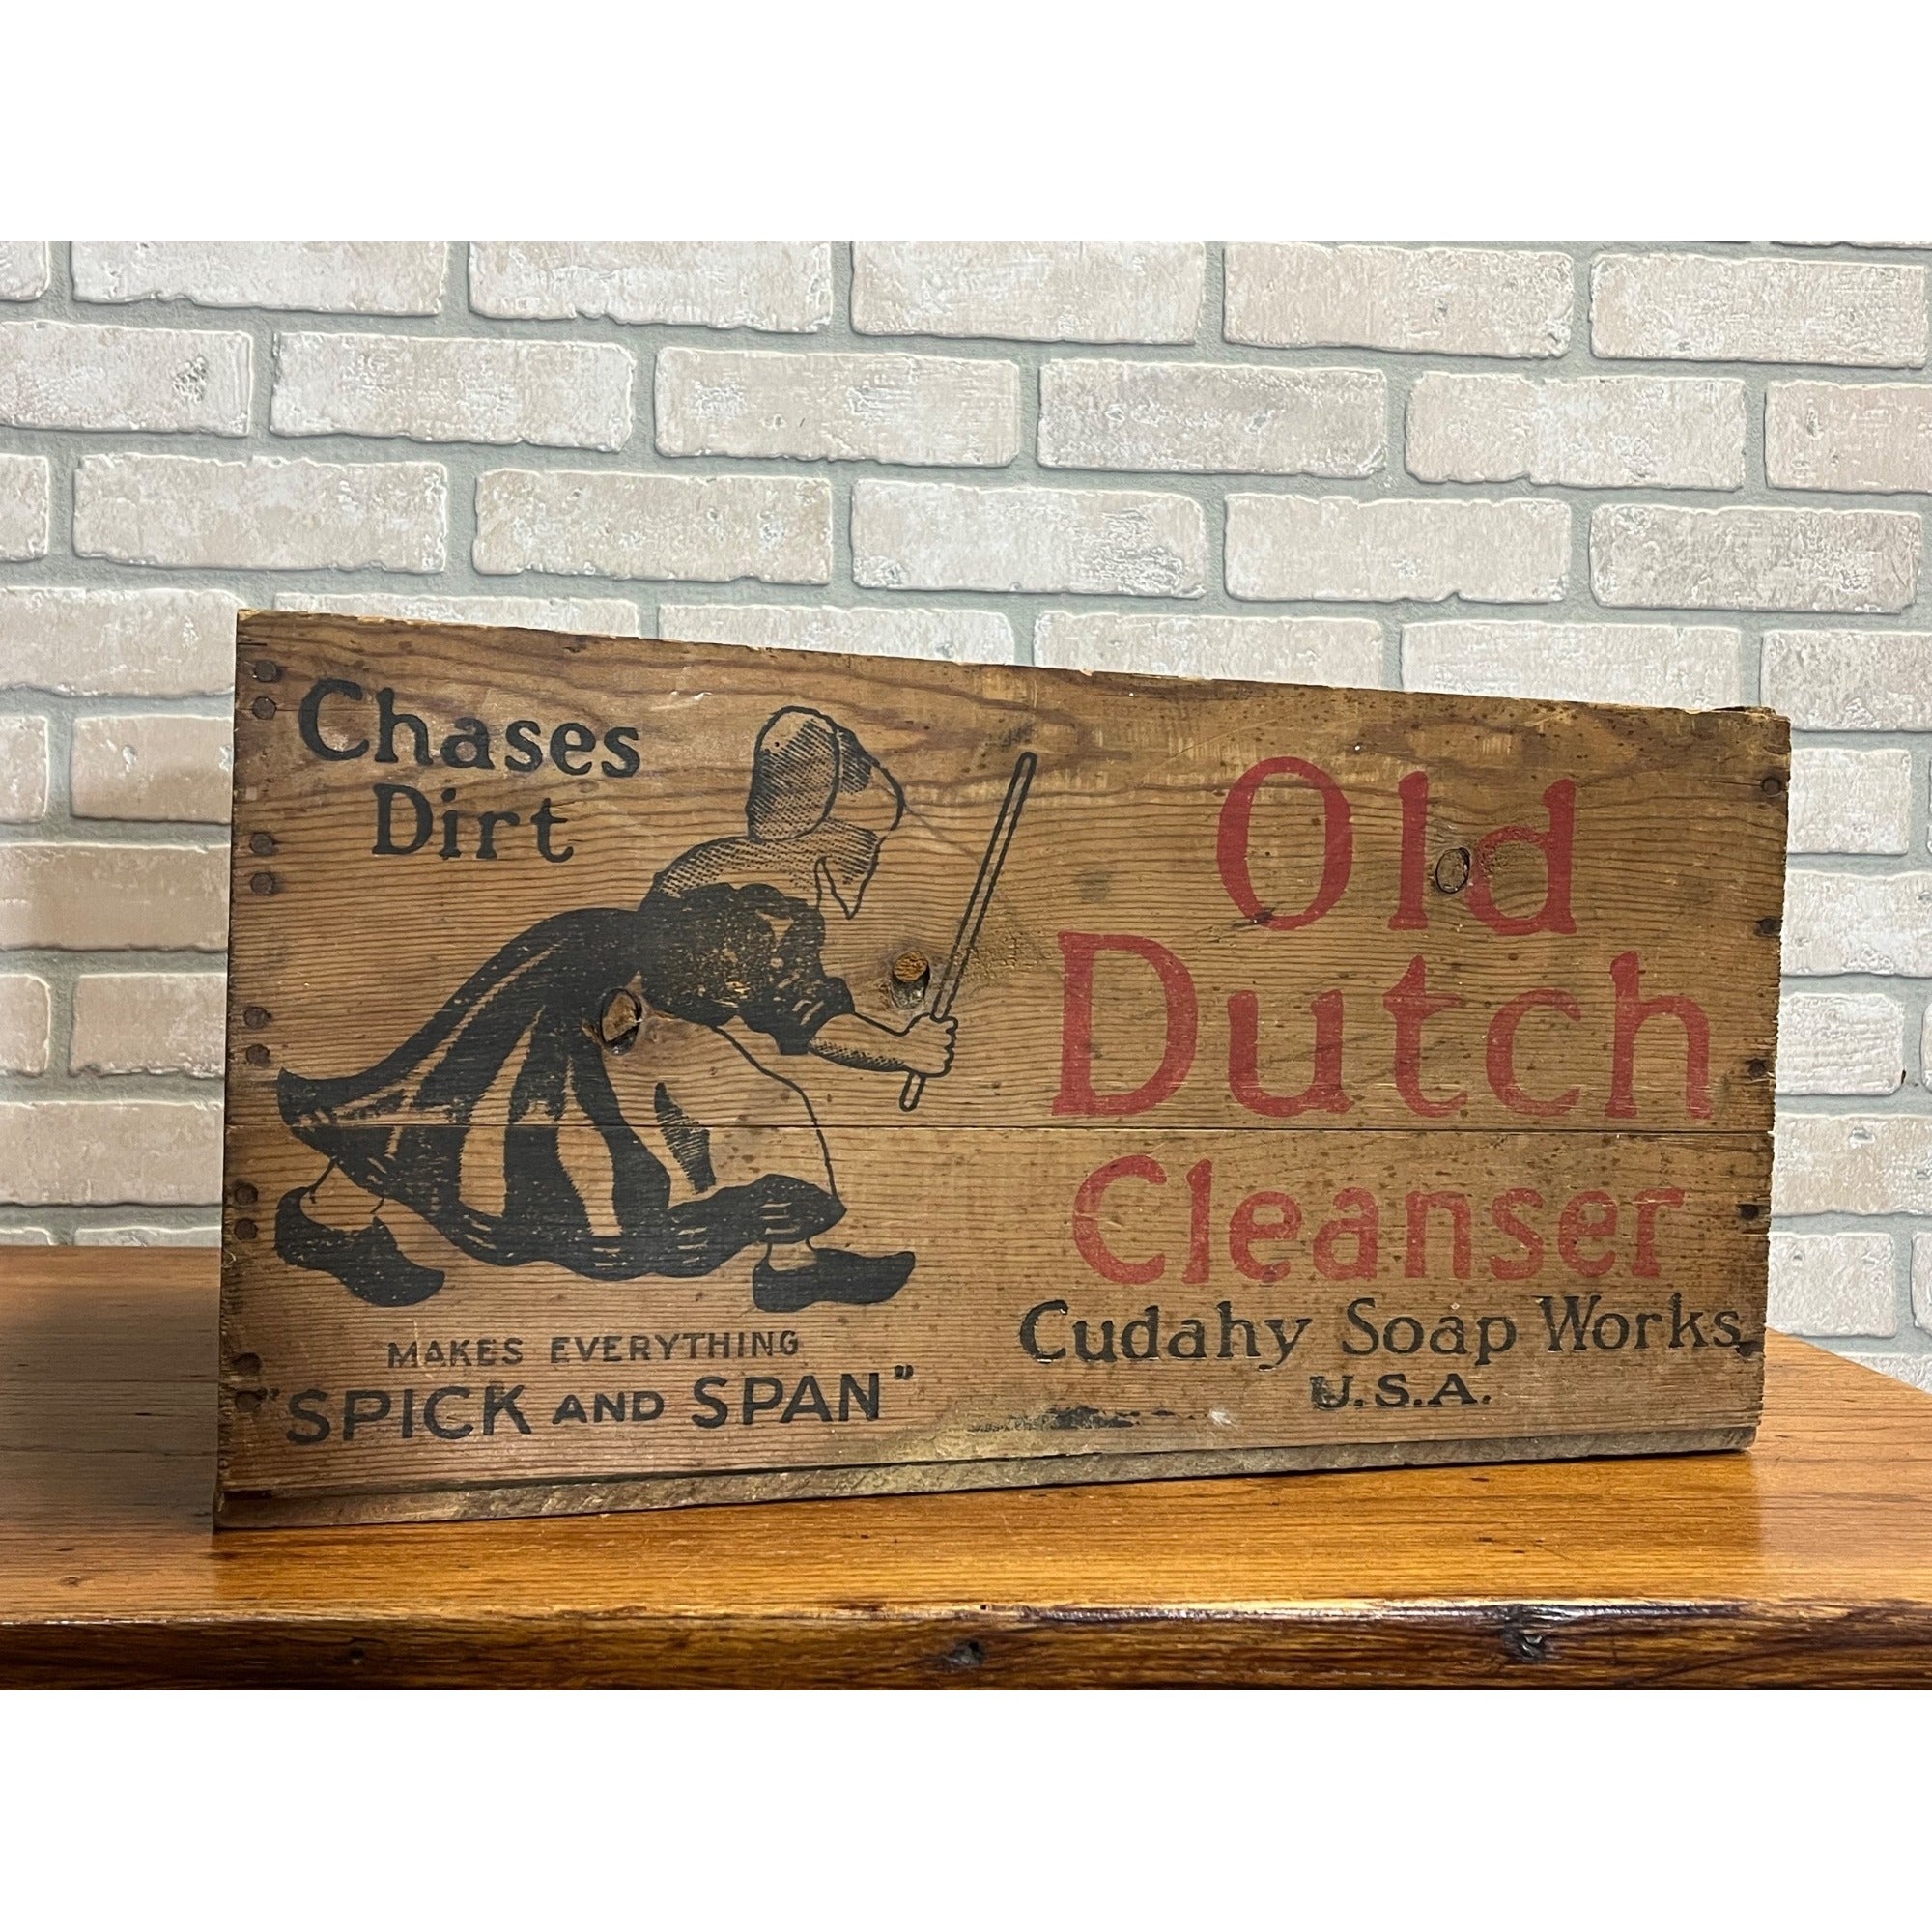 Chases
Dirt
MAKES EVERYTHING
"SPICK AND SPAN"
Old
Dutch
Cleanser
Cudahy Soap Works
U.S.A.